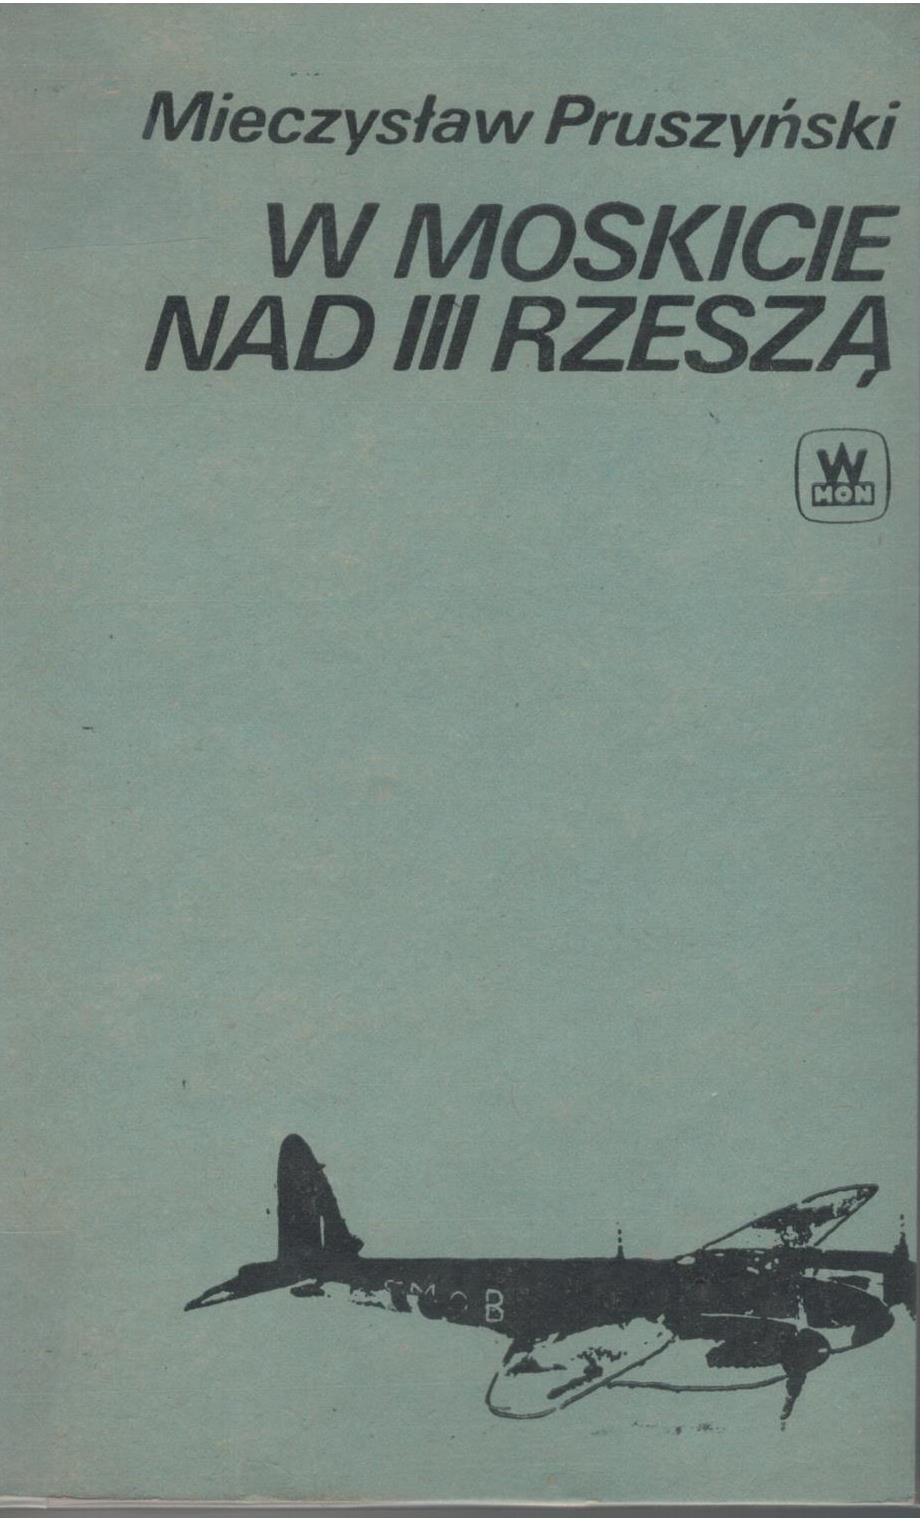 Mieczysław Pruszyński
W MOSKICIE
NAD III RZESZĄ
W
MON
B